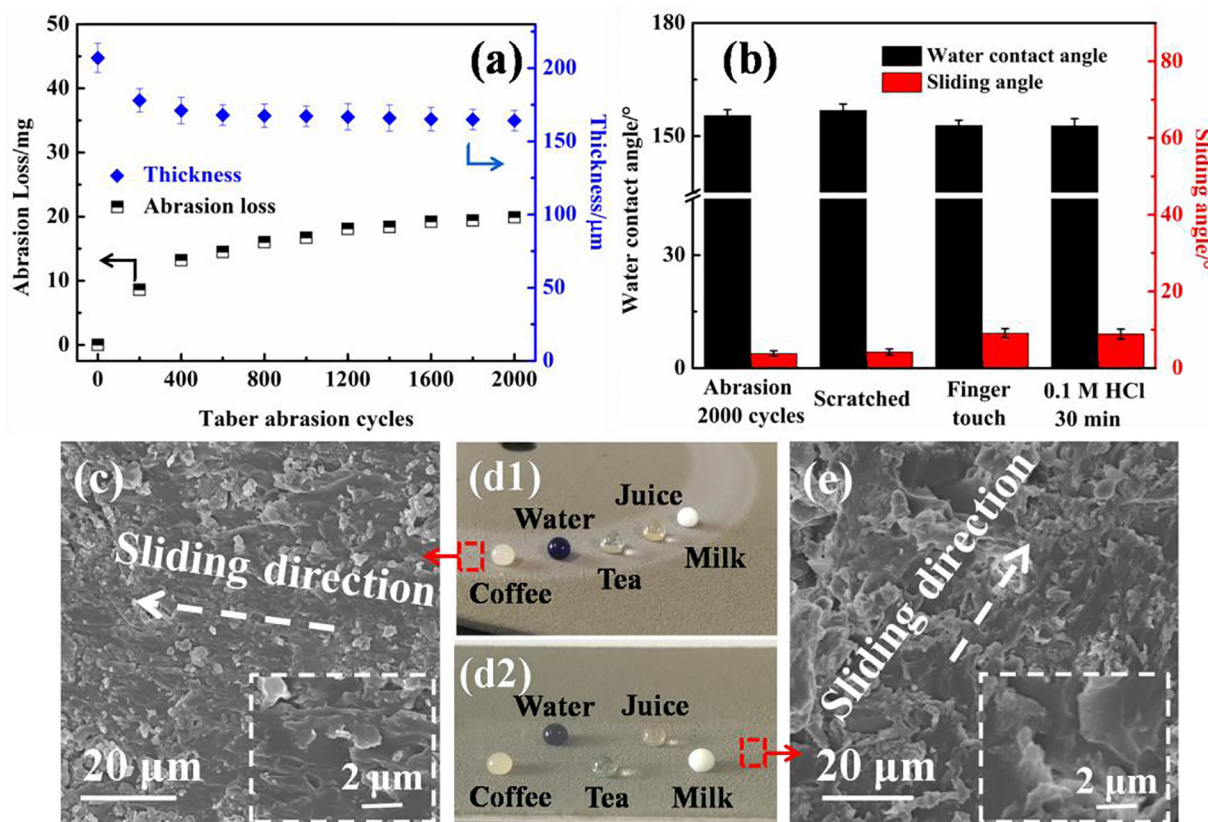 (a)
50
40
30
20
10
0
Abrasion Loss/mg
200
150
100
50
0
Thickness/μm
Thickness
Abrasion loss
0
400
800
1200
1600
2000
Taber abrasion cycles
(b)
180
150
30
0
Water contact angle/°
80
60
40
20
0
Sliding angle/°
Water contact angle
Sliding angle
Abrasion
2000 cycles
Scratched
Finger
touch
0.1 M HCl
30 min
(c)
Sliding direction
20 μm
2 μm
(d1)
Juice
Water
Milk
Tea
Coffee
(d2)
Water
Juice
Coffee
Tea
Milk
(e)
Sliding direction
20 μm
2 μm